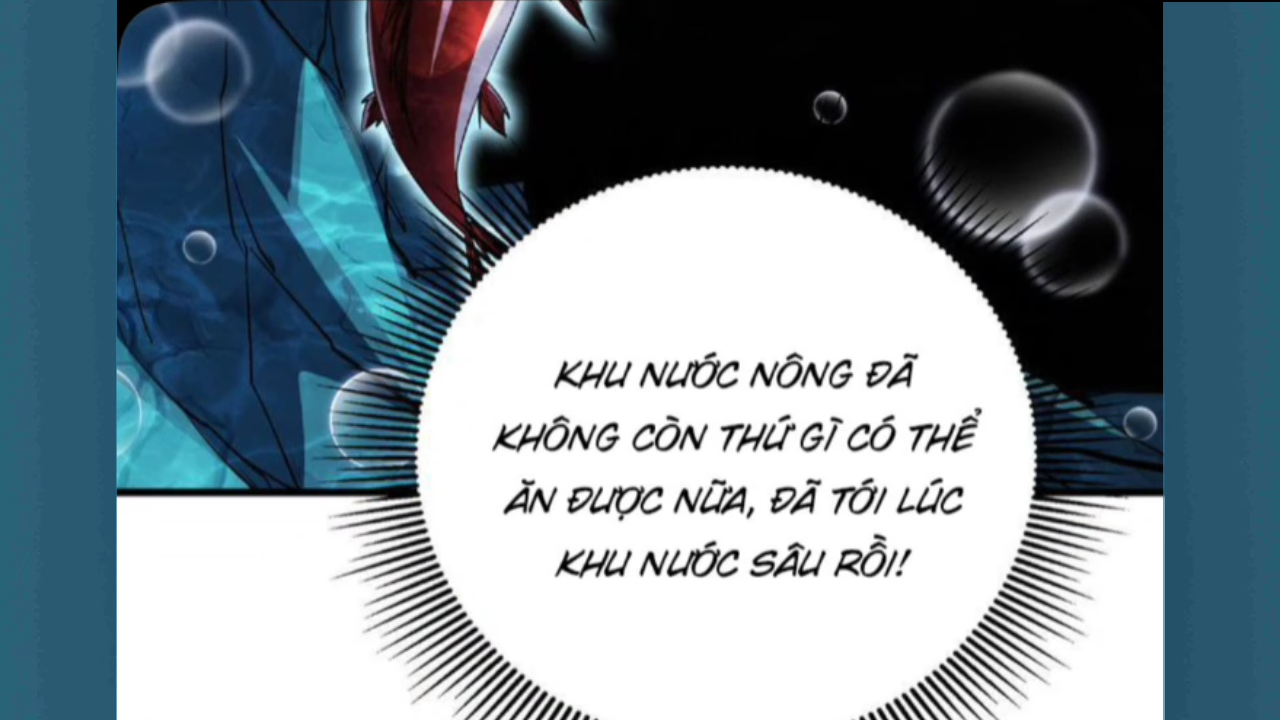 KHU NƯỚC NÔNG ĐÃ
KHÔNG CÒN THỨ GÌ CÓ THỂ
ĂN ĐƯỢC NỮA, ĐÃ TỚI LÚC
KHU NƯỚC SÂU RỒI!